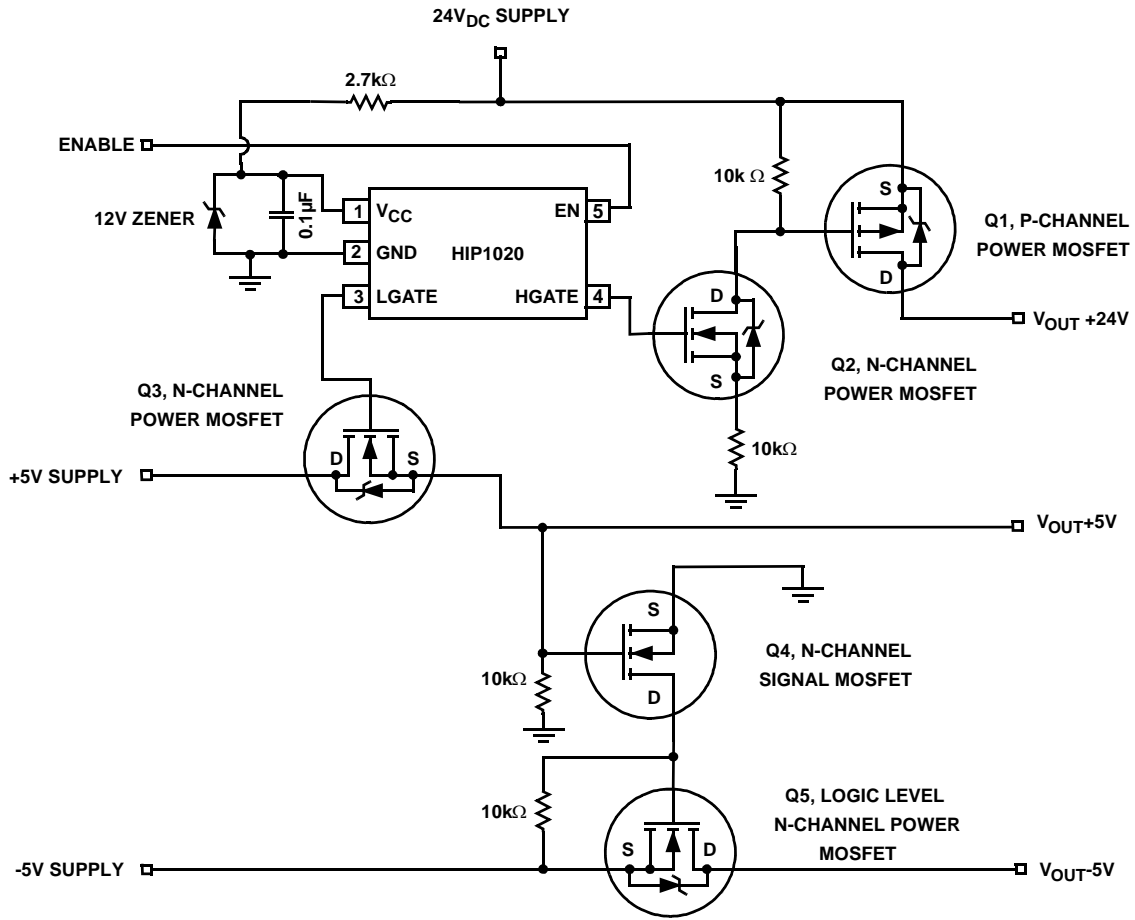 24VDC SUPPLY
2.7kΩ
ENABLE
10k Ω
S
D
Q1, P-CHANNEL
POWER MOSFET
VOUT +24V
12V ZENER
0.1µF
1
VCC
2
GND
3
LGATE
HIP1020
EN
5
HGATE
4
D
S
Q2, N-CHANNEL
POWER MOSFET
10kΩ
Q3, N-CHANNEL
POWER MOSFET
D
S
+5V SUPPLY
VOUT+5V
S
D
Q4, N-CHANNEL
SIGNAL MOSFET
10kΩ
10kΩ
Q5, LOGIC LEVEL
N-CHANNEL POWER
MOSFET
S
D
-5V SUPPLY
VOUT-5V